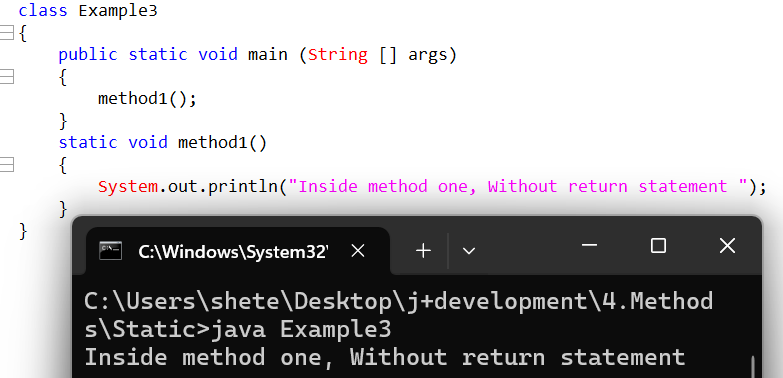 class Example3
{
public static void main (String [] args)
{
method1();
}
static void method1()
{
System.out.println("Inside method one, Without return statement ");
}
}
C:\Windows\System32\
C:\Users\shete\Desktop\j+development\4.Method
s\Static>java Example3
Inside method one, Without return statement